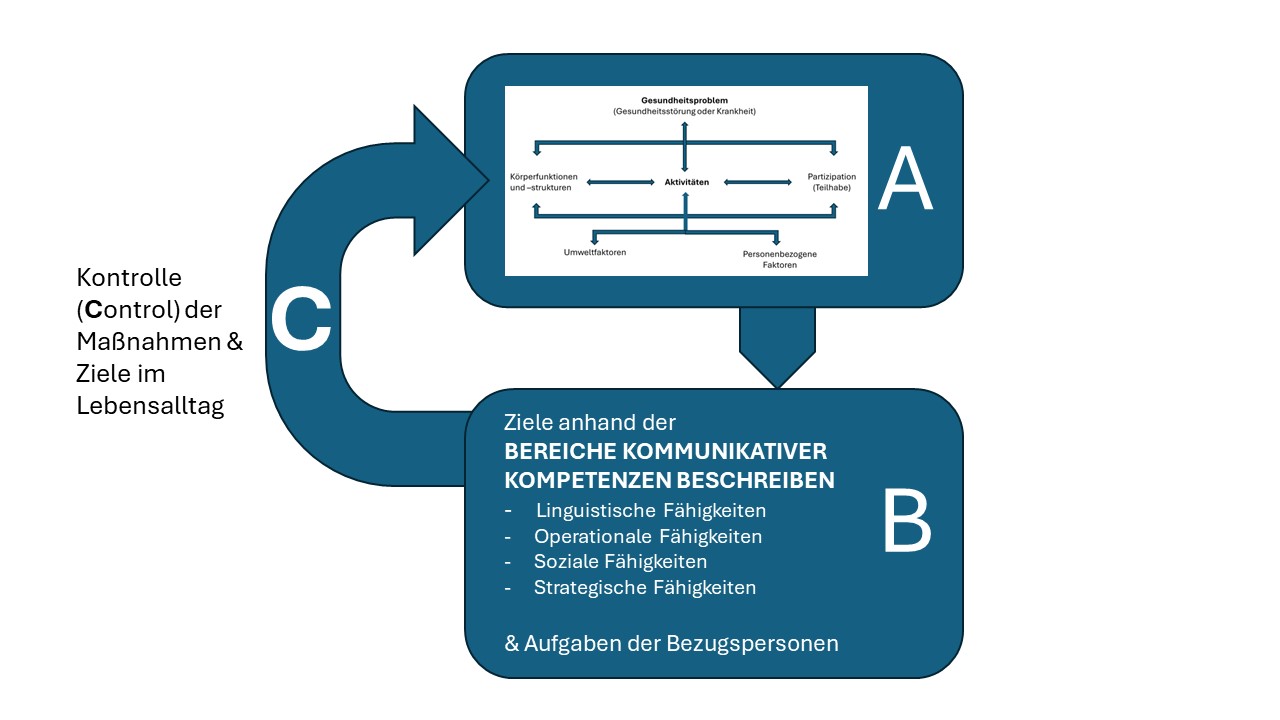 Gesundheitsproblem
(Gesundheitsstörung oder Krankheit)
Körperfunktionen
und –strukturen
Aktivitäten
Partizipation
(Teilhabe)
Umweltfaktoren
Personenbezogene
Faktoren
A
Kontrolle
(Control) der
Maßnahmen &
Ziele im
Lebensalltag
C
Ziele anhand der
BEREICHE KOMMUNIKATIVER
KOMPETENZEN BESCHREIBEN
- Linguistische Fähigkeiten
- Operationale Fähigkeiten
- Soziale Fähigkeiten
- Strategische Fähigkeiten
& Aufgaben der Bezugspersonen
B